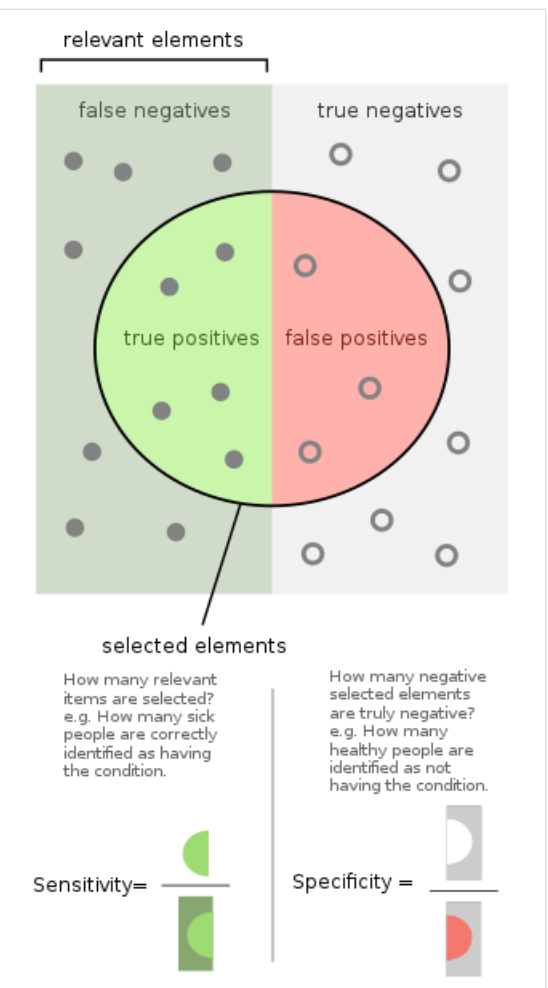 relevant elements
false negatives
true negatives
true positives
false positives
selected elements
How many relevant
items are selected?
e.g. How many sick
people are correctly
identified as having
the condition.
How many negative
selected elements
are truly negative?
e.g. How many
healthy people are
identified as not
having the condition.
Sensitivity=
Specificity =